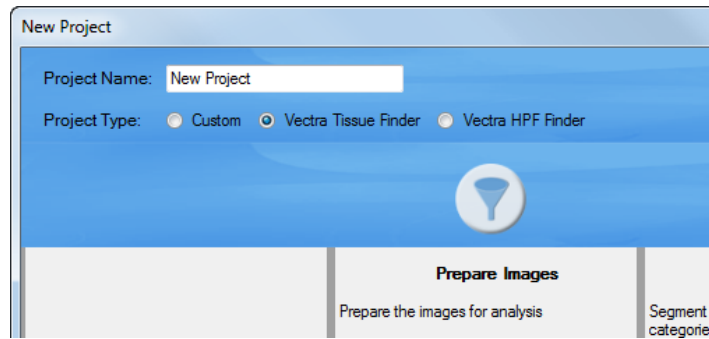 New Project
Project Name: New Project
Project Type: Custom Vectra Tissue Finder Vectra HPF Finder
Prepare Images
Prepare the images for analysis
Segment
categorie